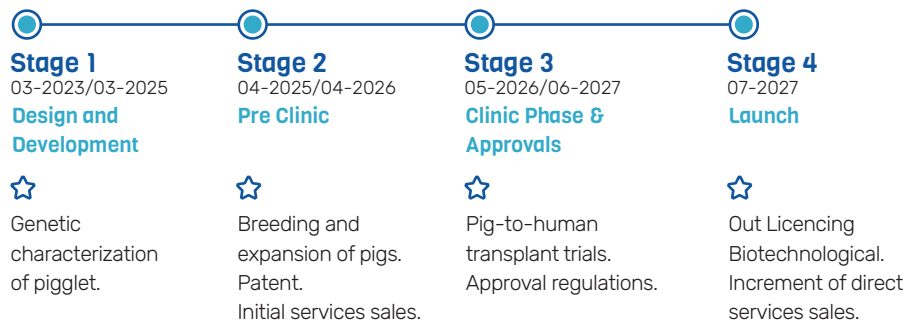 Stage 1
03-2023/03-2025
Design and
Development
Genetic
characterization
of pigglet.
Stage 2
04-2025/04-2026
Pre Clinic
Breeding and
expansion of pigs.
Patent.
Initial services sales.
Stage 3
05-2026/06-2027
Clinic Phase &
Approvals
Pig-to-human
transplant trials.
Approval regulations.
Stage 4
07-2027
Launch
Out Licencing
Biotechnological.
Increment of direct
services sales.